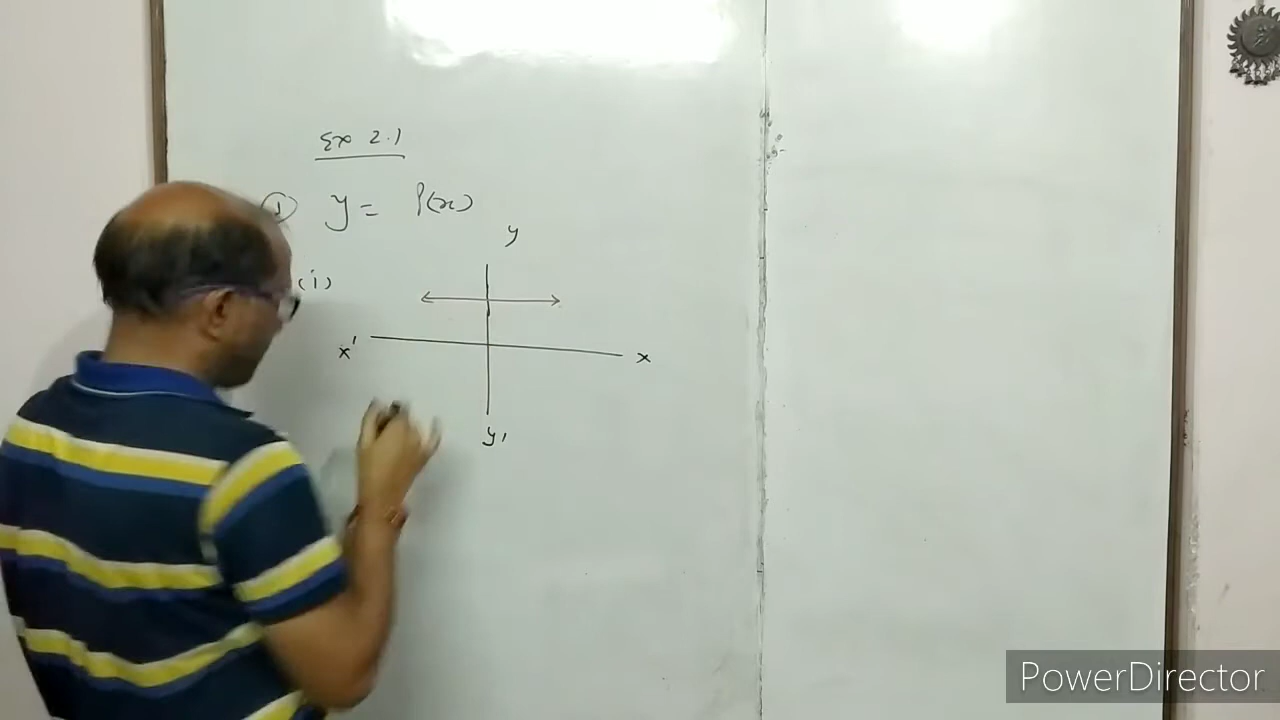 Ex 2.1
① y = P(x)
y
(i)
x' x
y'
PowerDirector